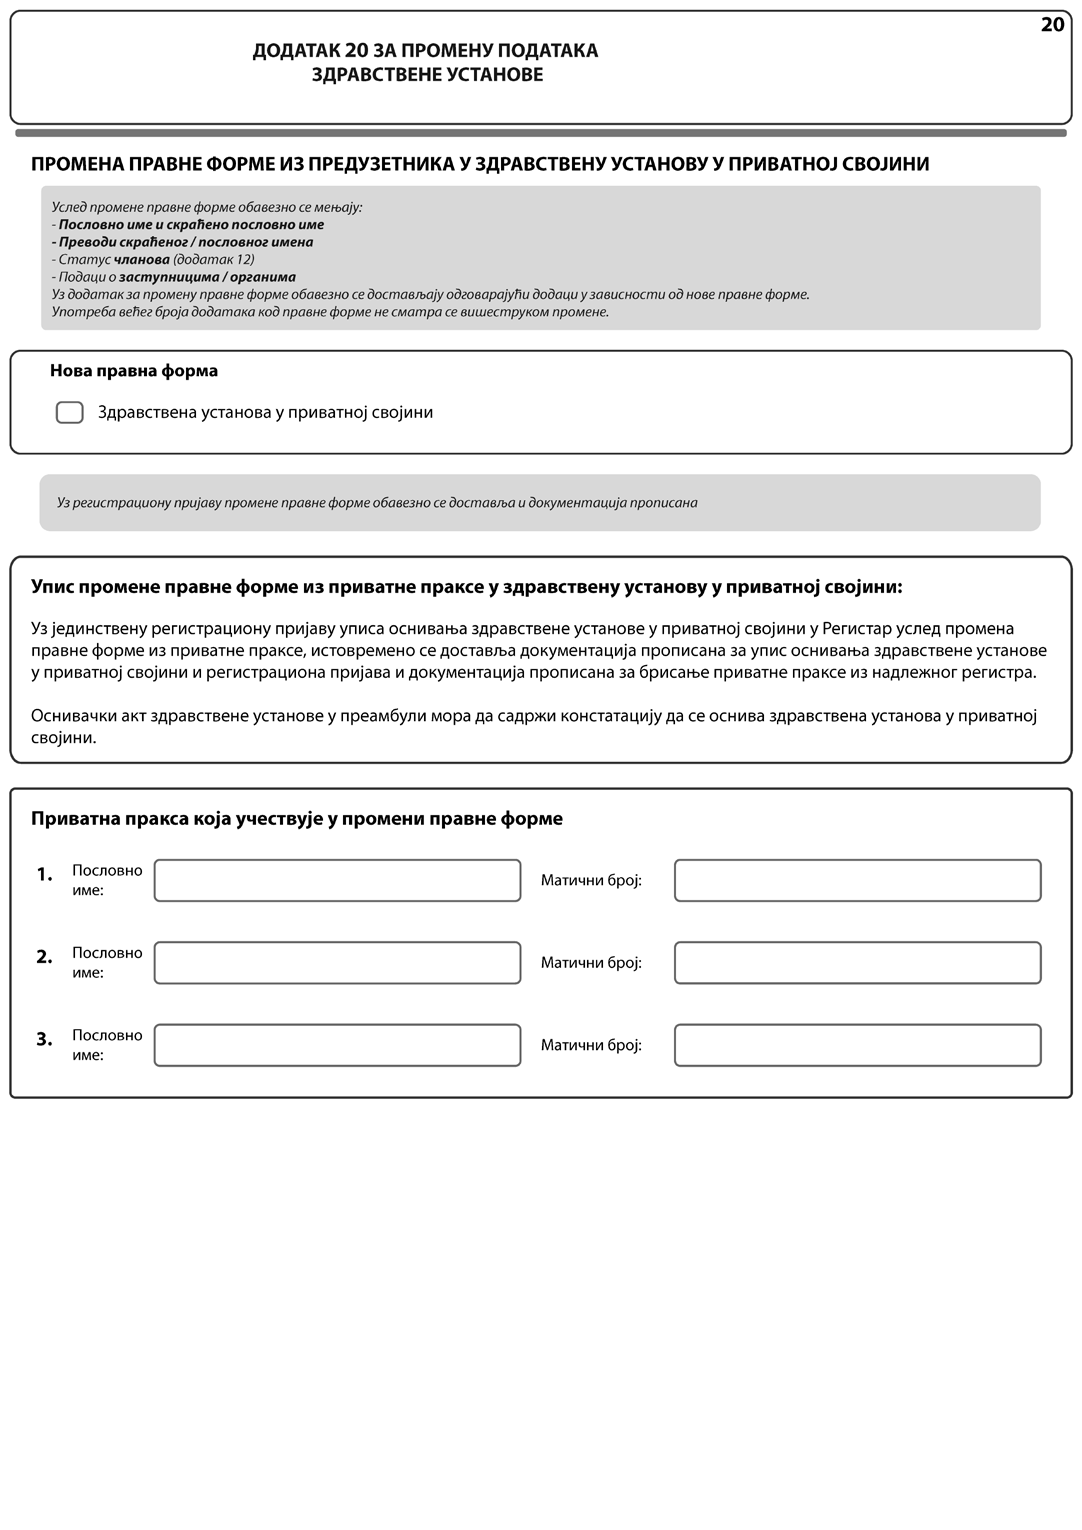 20
ДОДАТАК 20 ЗА ПРОМЕНУ ПОДАТАКА
ЗДРАВСТВЕНЕ УСТАНОВЕ
ПРОМЕНА ПРАВНЕ ФОРМЕ ИЗ ПРЕДУЗЕТНИКА У ЗДРАВСТВЕНУ УСТАНОВУ У ПРИВАТНОЈ СВОЈИНИ
Услед промене правне форме обавезно се мењају:
- Пословно име и скраћено пословно име
- Преводи скраћеног / пословног имена
- Статус чланова (додатак 12)
- Подаци о заступницима / органима
Уз додатак за промену правне форме обавезно се достављају одговарајући додаци у зависности од нове правне форме.
Употреба већег броја додатака код правне форме не сматра се вишеструком промене.
Нова правна форма
Здравствена установа у приватној својини
Уз регистрациону пријаву промене правне форме обавезно се доставља и документација прописана
Упис промене правне форме из приватне праксе у здравствену установу у приватној својини:
Уз јединствену регистрациону пријаву уписа оснивања здравствене установе у приватној својини у Регистар услед промена
правне форме из приватне праксе, истовремено се доставља документација прописана за упис оснивања здравствене установе
у приватној својини и регистрациона пријава и документација прописана за брисање приватне праксе из надлежног регистра.
Оснивачки акт здравствене установе у преамбули мора да садржи констатацију да се оснива здравствена установа у приватној
својини.
Приватна пракса која учествује у промени правне форме
1. Пословно име: Матични број:
2. Пословно име: Матични број:
3. Пословно име: Матични број: